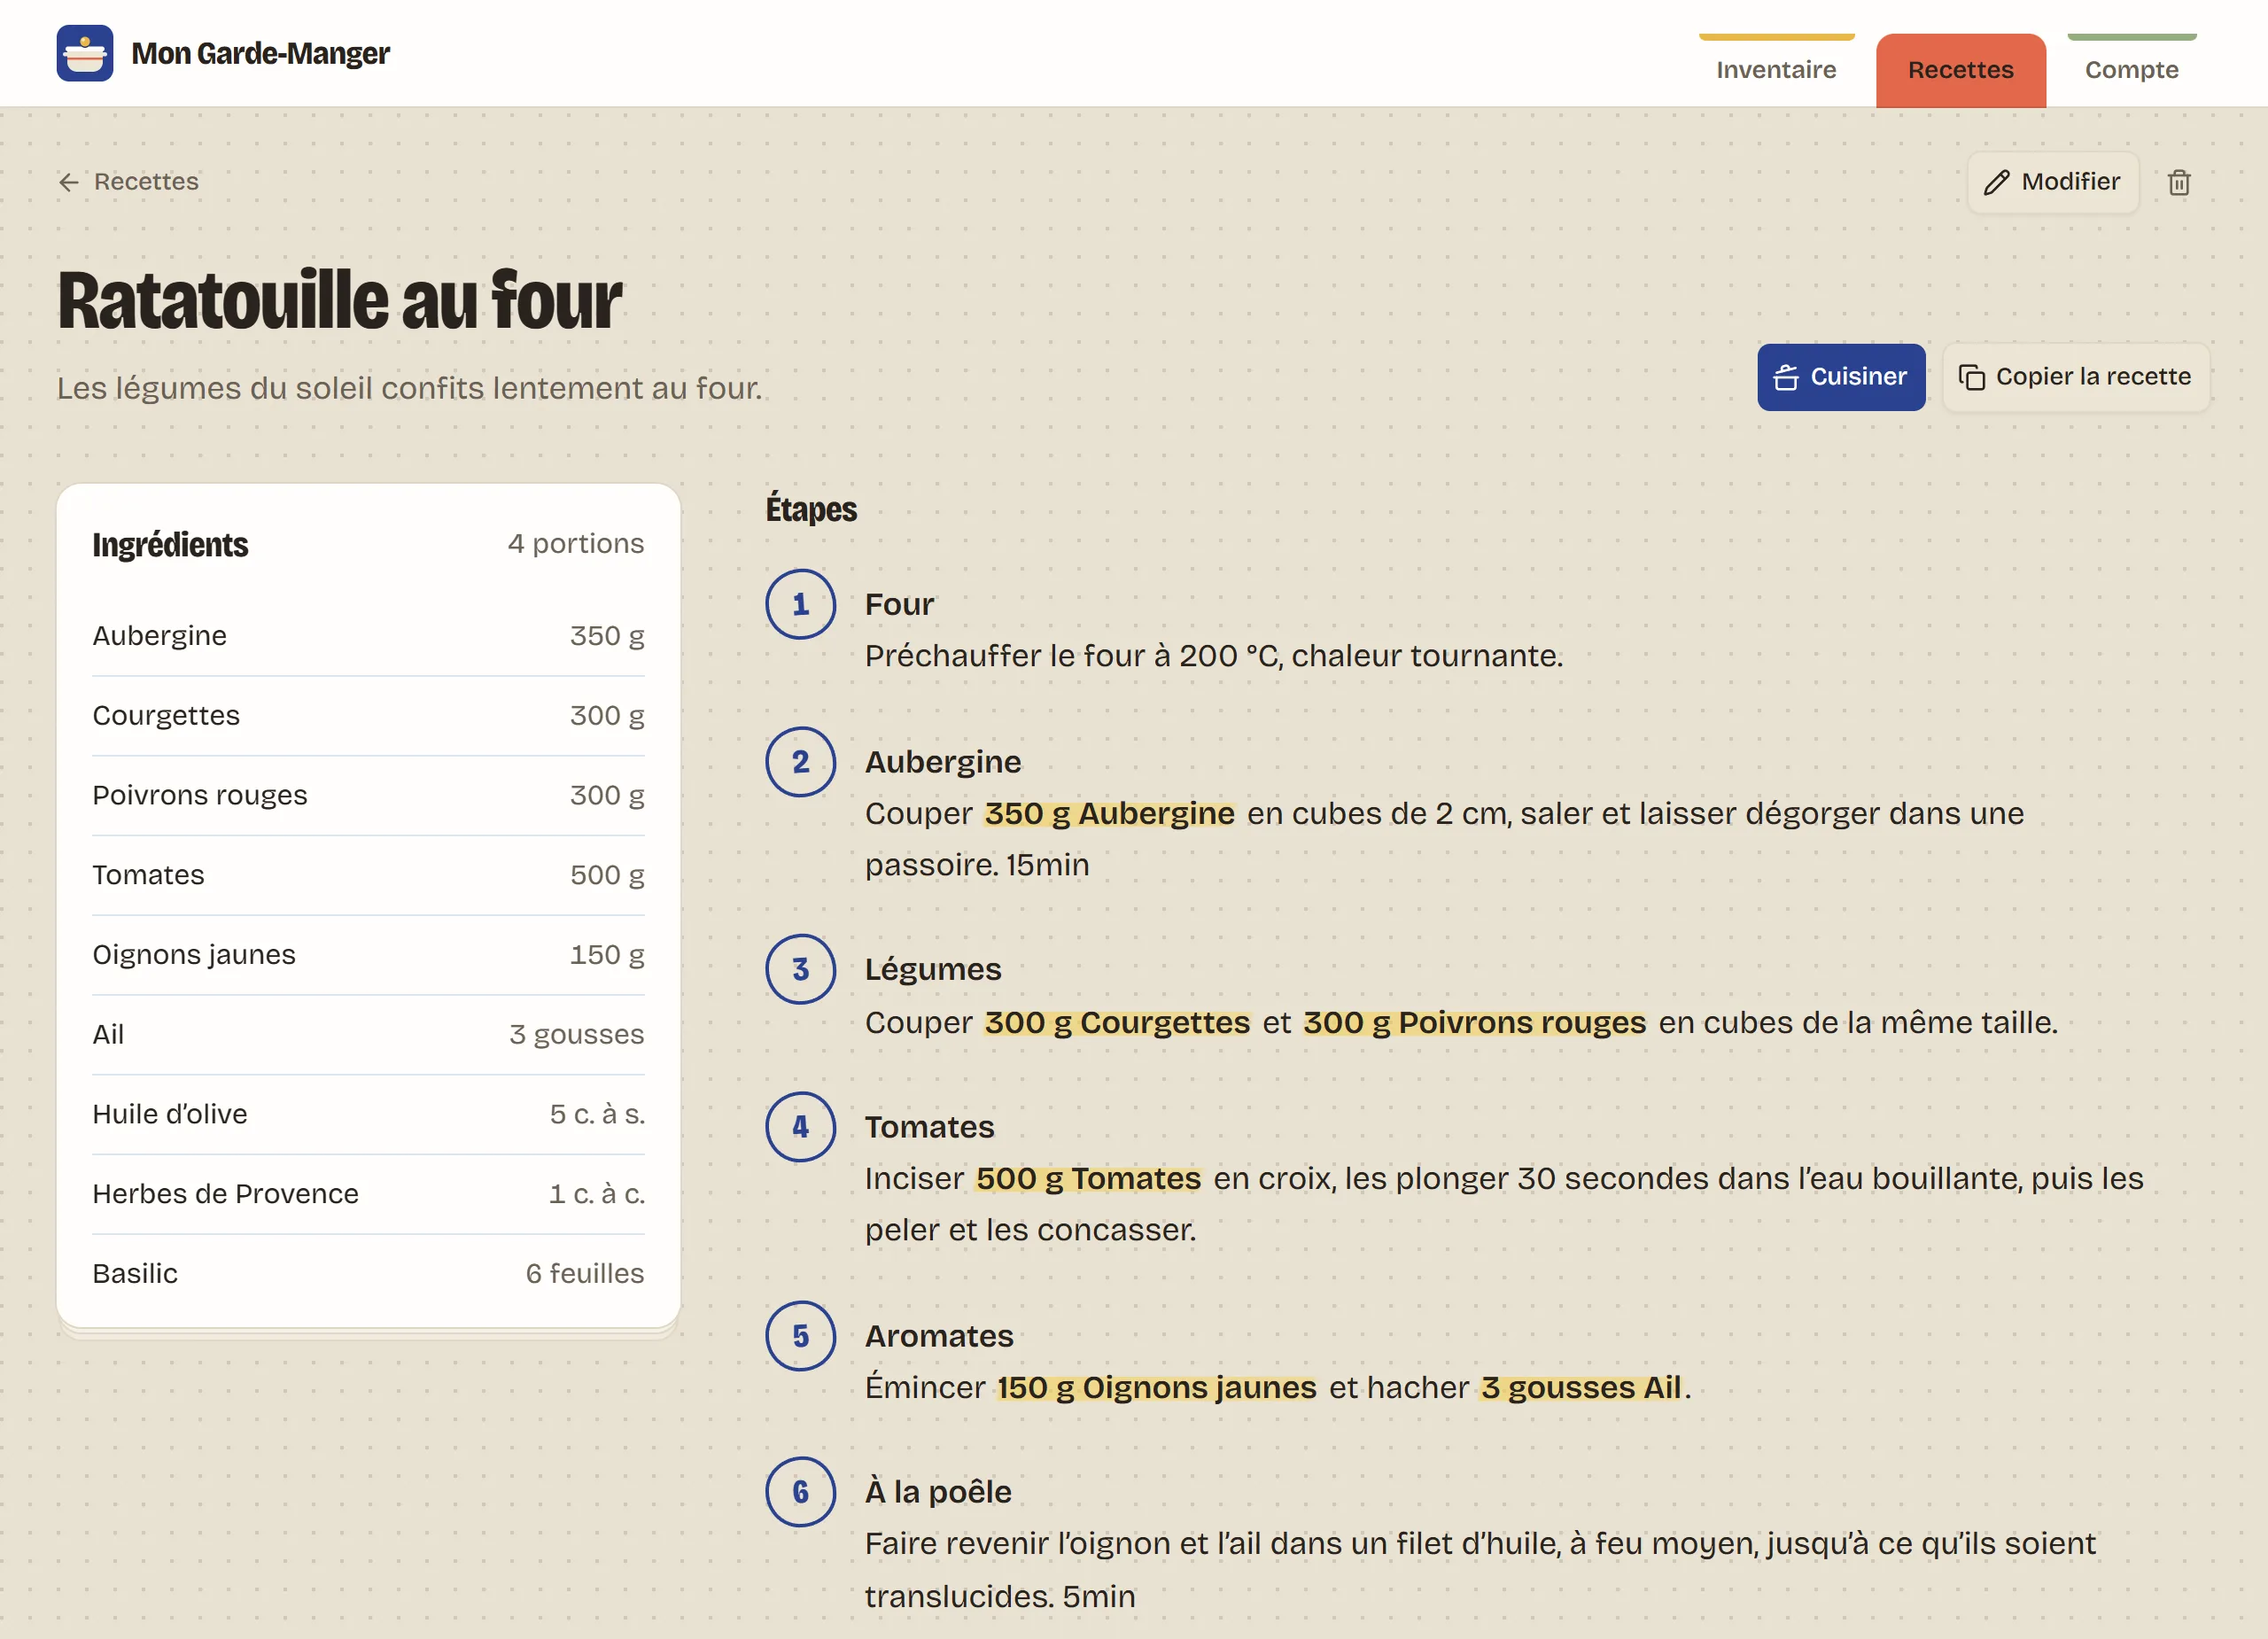 Mon Garde-Manger
Inventaire
Recettes
Compte
Recettes
Modifier
Ratatouille au four
Les légumes du soleil confits lentement au four.
Cuisiner
Copier la recette
Ingrédients
4 portions
Aubergine
350 g
Courgettes
300 g
Poivrons rouges
300 g
Tomates
500 g
Oignons jaunes
150 g
Ail
3 gousses
Huile d’olive
5 c. à s.
Herbes de Provence
1 c. à c.
Basilic
6 feuilles
Étapes
1
Four
Préchauffer le four à 200 °C, chaleur tournante.
2
Aubergine
Couper 350 g Aubergine en cubes de 2 cm, saler et laisser dégorger dans une
passoire. 15min
3
Légumes
Couper 300 g Courgettes et 300 g Poivrons rouges en cubes de la même taille.
4
Tomates
Inciser 500 g Tomates en croix, les plonger 30 secondes dans l’eau bouillante, puis les
peler et les concasser.
5
Aromates
Émincer 150 g Oignons jaunes et hacher 3 gousses Ail.
6
À la poêle
Faire revenir l’oignon et l’ail dans un filet d’huile, à feu moyen, jusqu’à ce qu’ils soient
translucides. 5min